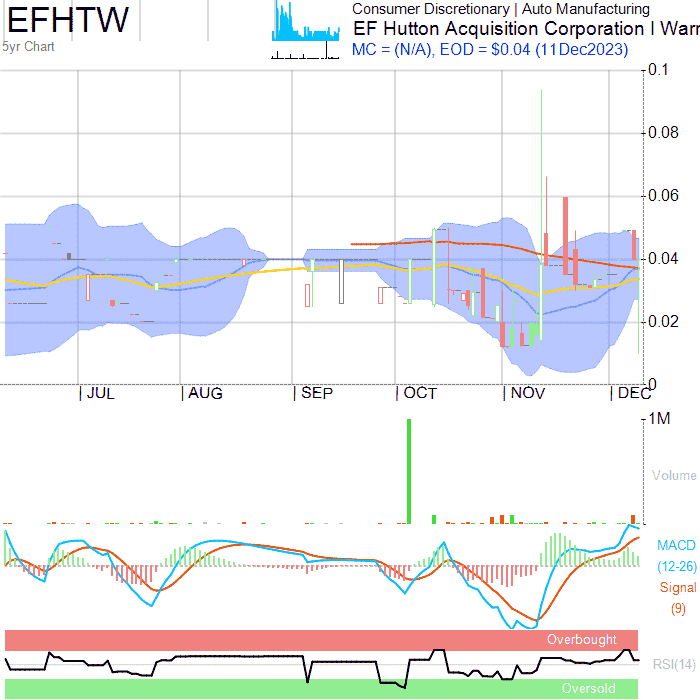 EFHTW
5yr Chart
Consumer Discretionary | Auto Manufacturing
EF Hutton Acquisition Corporation I Warr
MC = (N/A), EOD = $0.04 (11Dec2023)
0.1
0.08
0.06
0.04
0.02
0
JUL AUG SEP OCT NOV DEC
1M
Volume
MACD
(12-26)
Signal
(9)
Overbought
RSI(14)
Oversold